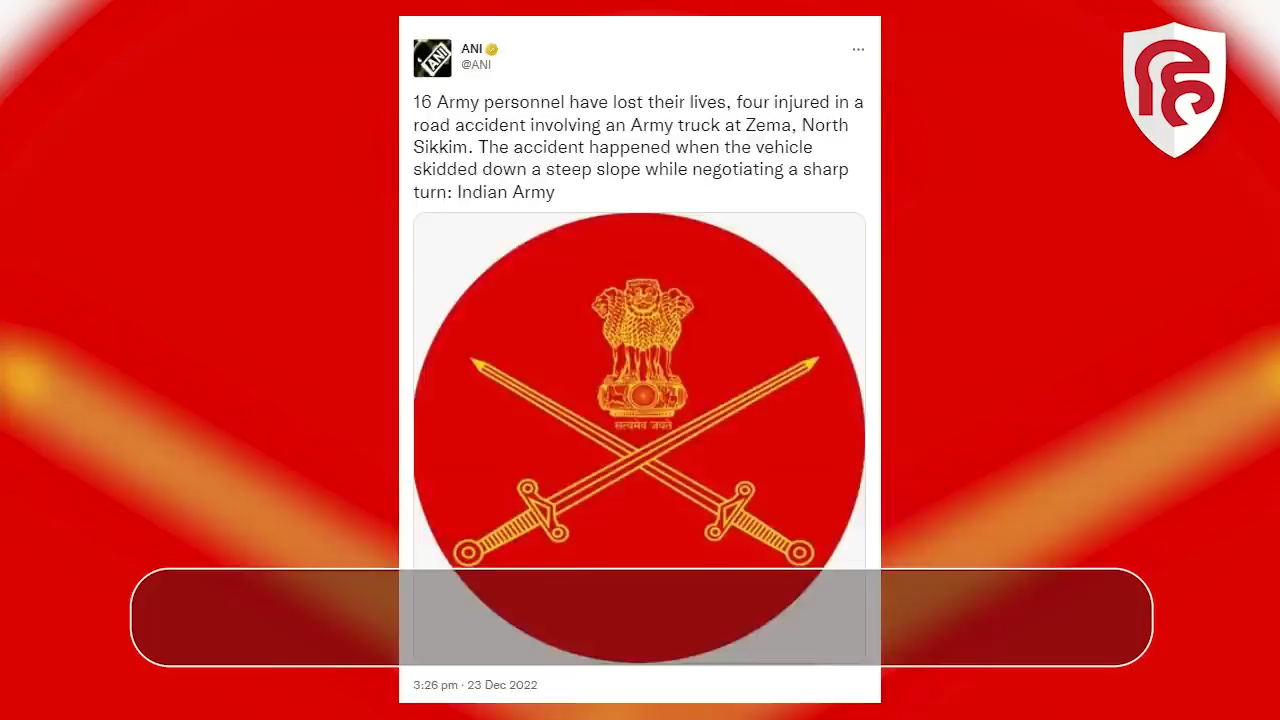 ANI
@ANI
16 Army personnel have lost their lives, four injured in a
road accident involving an Army truck at Zema, North
Sikkim. The accident happened when the vehicle
skidded down a steep slope while negotiating a sharp
turn: Indian Army
सत्यमेव जयते
3:26 pm · 23 Dec 2022